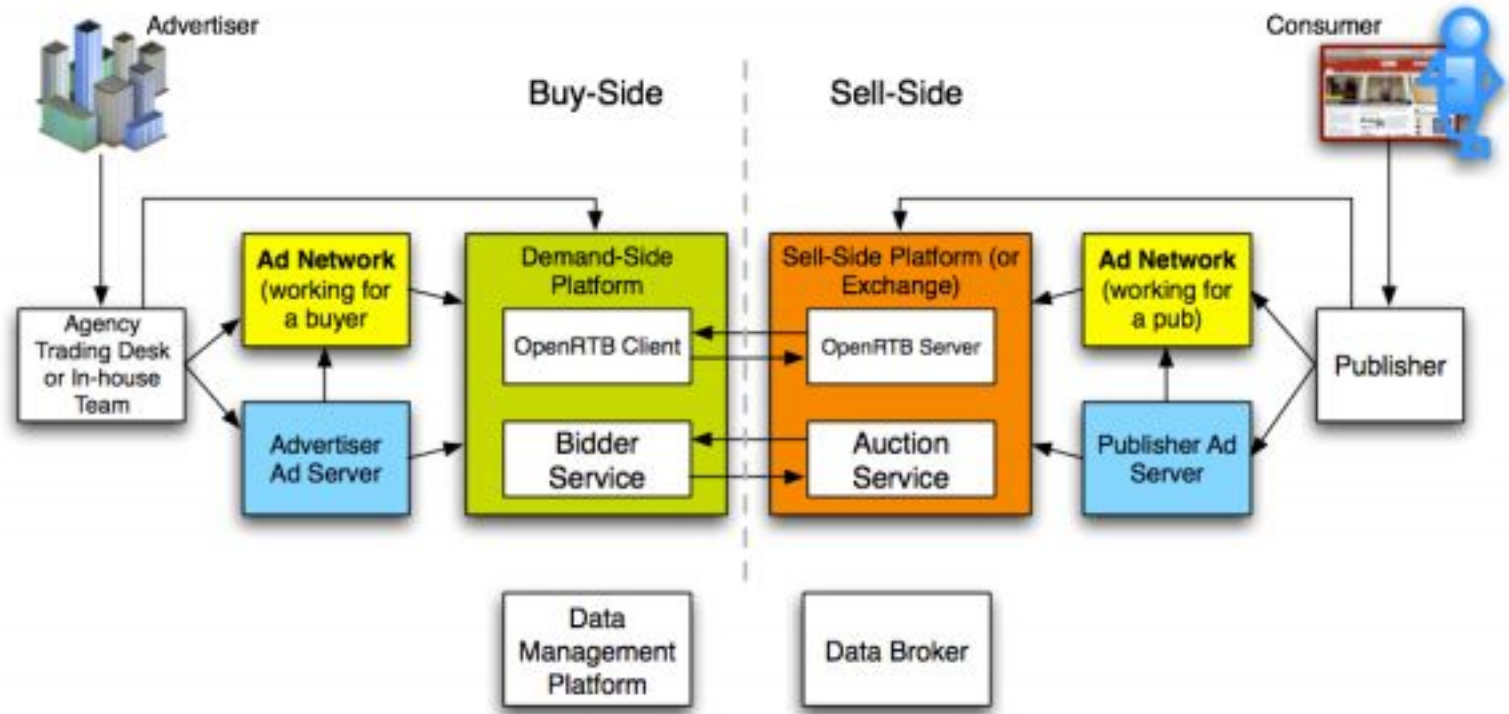 Advertiser
Consumer
Buy-Side
Sell-Side
Ad Network
(working for
a buyer
Demand-Side
Platform
Sell-Side Platform (or
Exchange)
Ad Network
(working for
a pub)
Agency
Trading Desk
or In-house
Team
OpenRTB Client
OpenRTB Server
Publisher
Advertiser
Ad Server
Bidder
Service
Auction
Service
Publisher Ad
Server
Data
Management
Platform
Data Broker